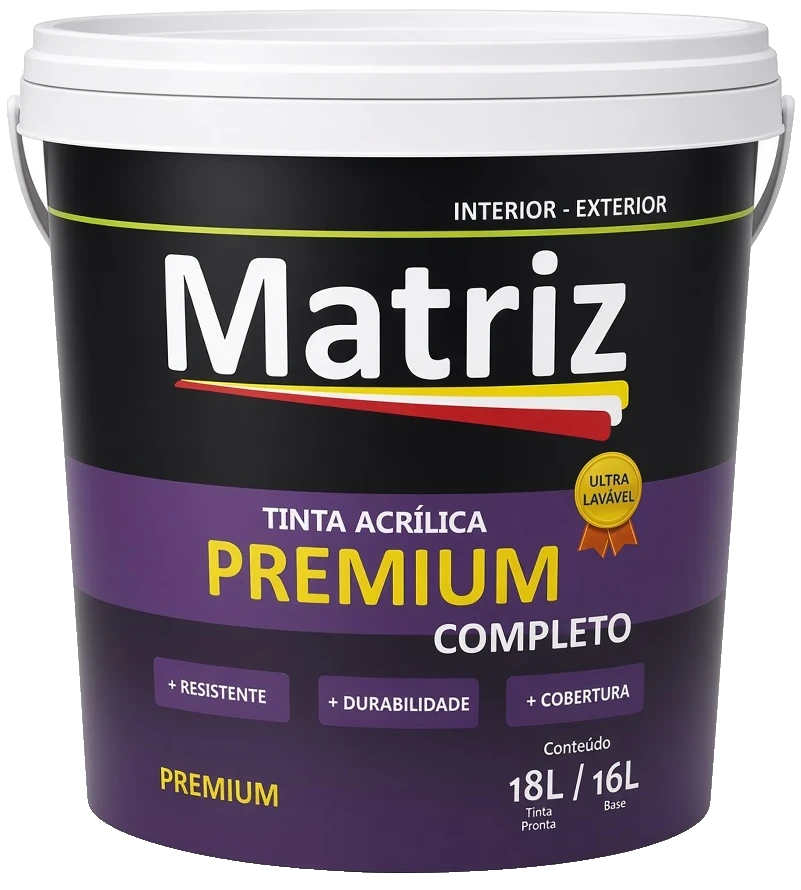 INTERIOR - EXTERIOR
Matriz
ULTRA
LAVÁVEL
TINTA ACRÍLICA
PREMIUM
COMPLETO
+ RESISTENTE
+ DURABILIDADE
+ COBERTURA
Conteúdo
18L / 16L
Tinta
Pronta
Base
PREMIUM